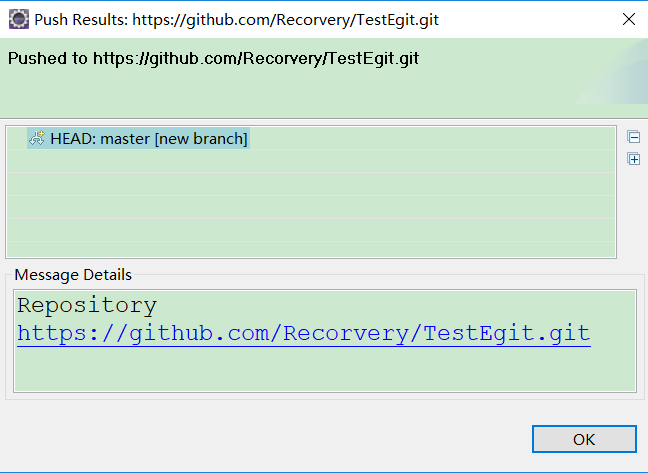 Push Results: https://github.com/Recorvery/TestEgit.git
Pushed to https://github.com/Recorvery/TestEgit.git
HEAD: master [new branch]
Message Details
Repository
https://github.com/Recorvery/TestEgit.git
OK